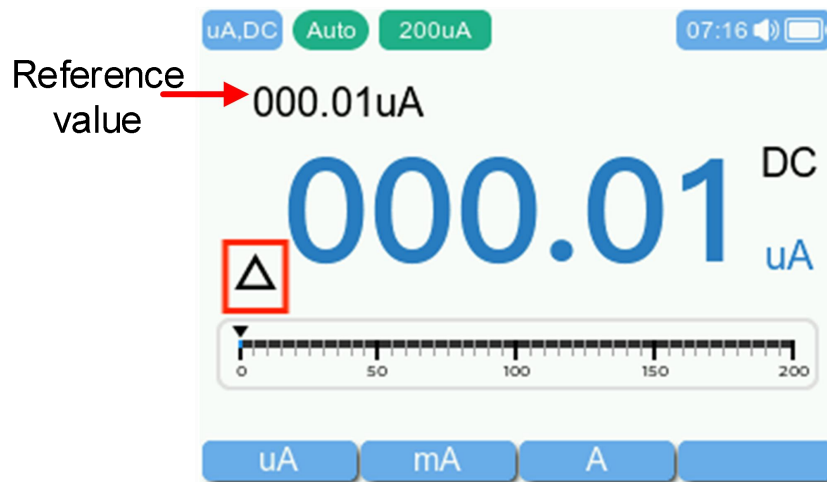 uA,DC Auto 200uA 07:16
Reference
value
000.01uA
000.01 DC
uA
0 50 100 150 200
uA mA A